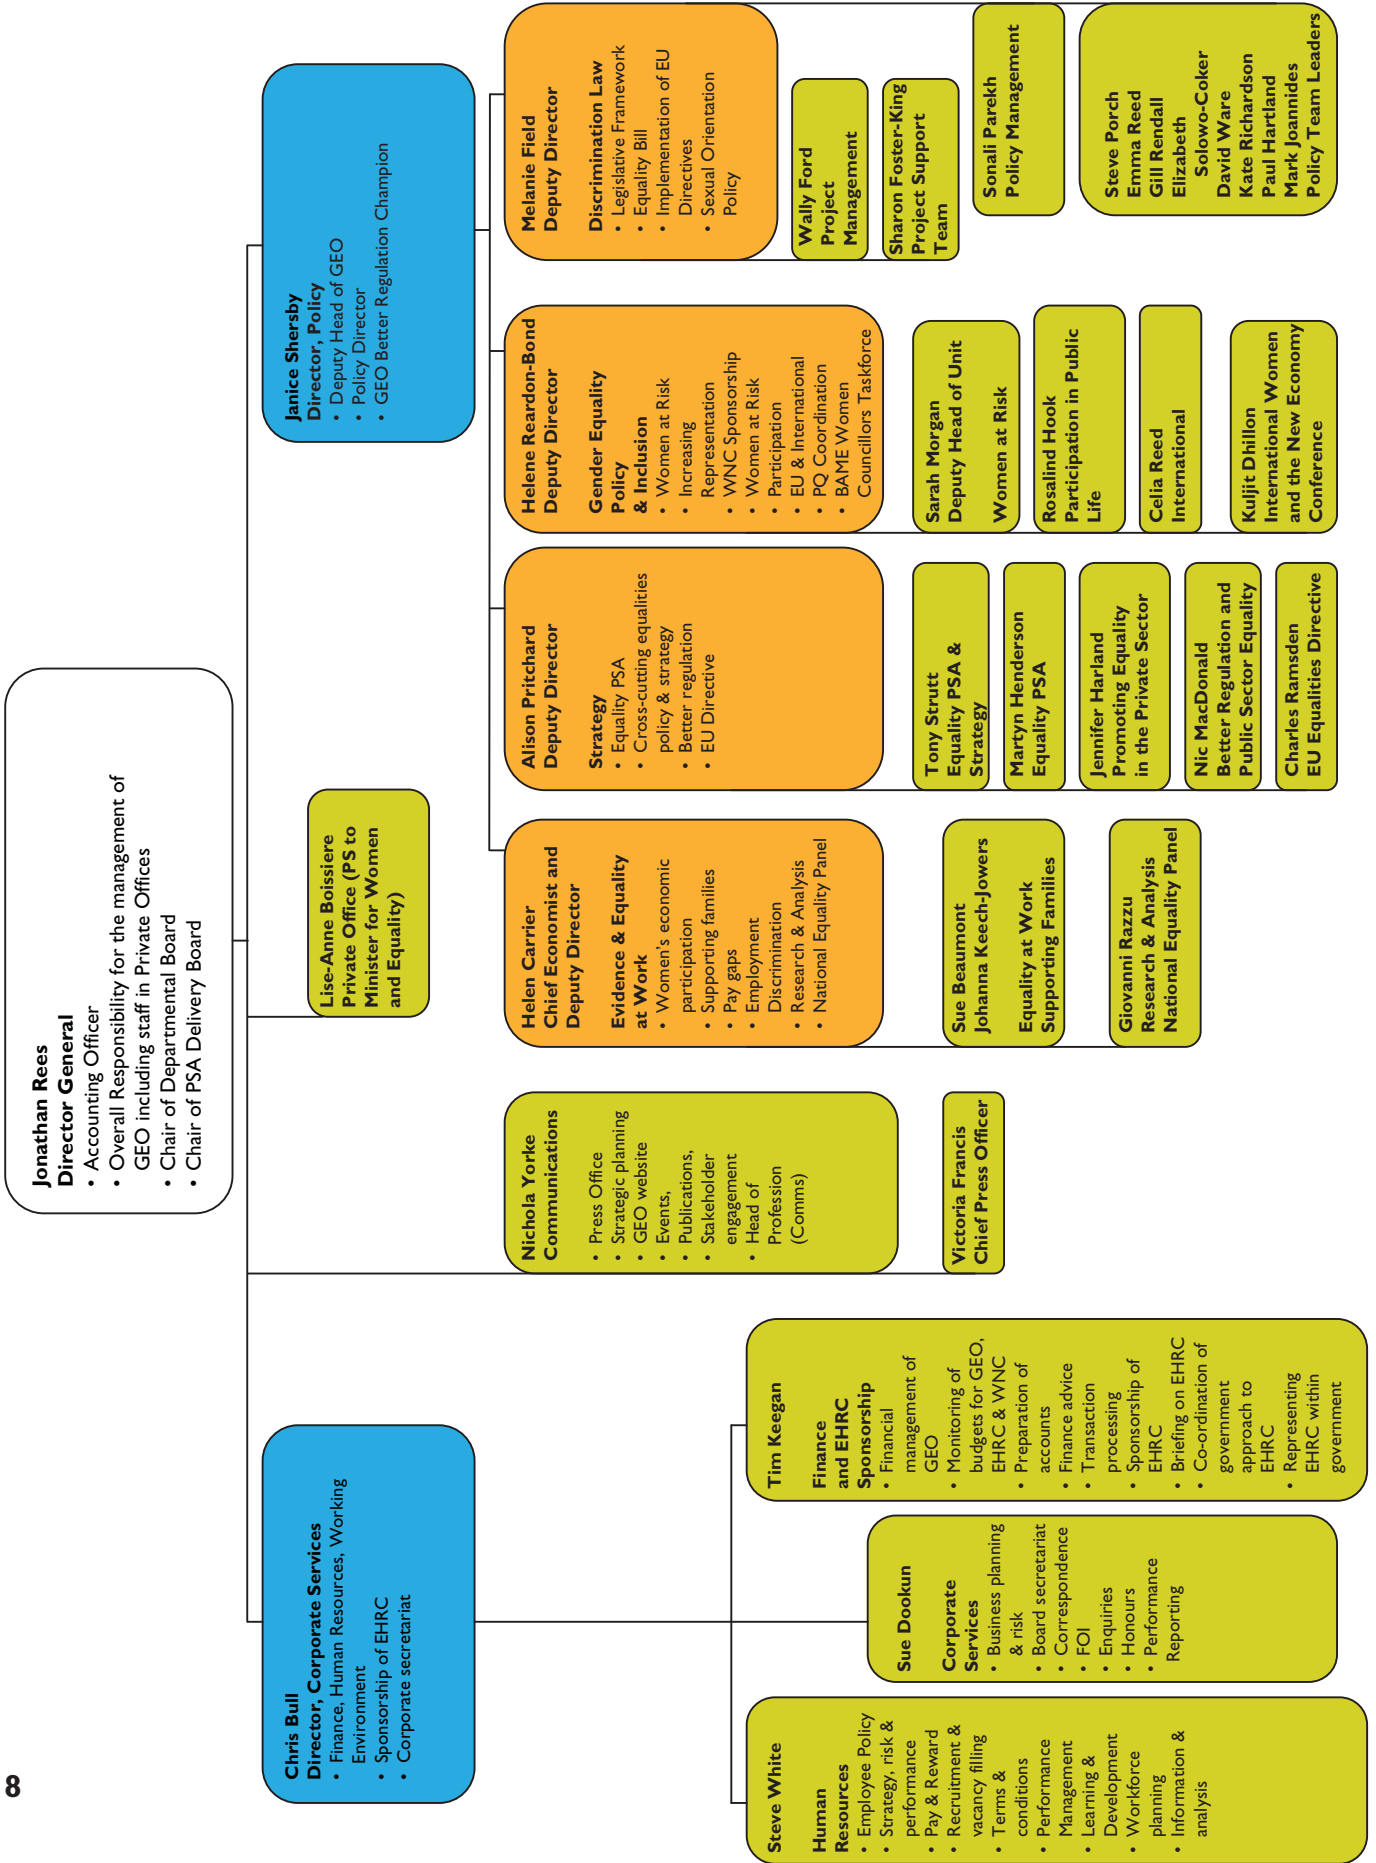 8
Jonathan Rees
Director General
• Accounting Officer
• Overall Responsibility for the management of
GEO including staff in Private Offices
• Chair of Departmental Board
• Chair of PSA Delivery Board
Chris Bull
Director, Corporate Services
• Finance, Human Resources, Working
Environment
• Sponsorship of EHRC
• Corporate secretariat
Lise-Anne Boissiere
Private Office (PS to
Minister for Women
and Equality)
Janice Shersby
Director, Policy
• Deputy Head of GEO
• Policy Director
• GEO Better Regulation Champion
Steve White
Human
Resources
• Employee Policy
• Strategy, risk &
performance
• Pay & Reward
• Recruitment &
vacancy filling
• Terms &
conditions
• Performance
Management
• Learning &
Development
• Workforce
planning
• Information &
analysis
Sue Dookun
Corporate
Services
• Business planning
& risk
• Board secretariat
• Correspondence
• FOI
• Enquiries
• Honours
• Performance
Reporting
Tim Keegan
Finance
and EHRC
Sponsorship
• Financial
management of
GEO
• Monitoring of
budgets for GEO,
EHRC & WNC
• Preparation of
accounts
• Finance advice
• Transaction
processing
• Sponsorship of
EHRC
• Briefing on EHRC
• Co-ordination of
government
approach to
EHRC
• Representing
EHRC within
government
Nichola Yorke
Communications
• Press Office
• Strategic planning
• GEO website
• Events,
• Publications,
• Stakeholder
engagement
• Head of
Profession
(Comms)
Victoria Francis
Chief Press Officer
Helen Carrier
Chief Economist and
Deputy Director
Evidence & Equality
at Work
• Women's economic
participation
• Supporting families
• Pay gaps
• Employment
Discrimination
• Research & Analysis
• National Equality Panel
Sue Beaumont
Johanna Keech-Jowers
Equality at Work
Supporting Families
Giovanni Razzu
Research & Analysis
National Equality Panel
Alison Pritchard
Deputy Director
Strategy
• Equality PSA
• Cross-cutting equalities
policy & strategy
• Better regulation
• EU Directive
Tony Strutt
Equality PSA &
Strategy
Martyn Henderson
Equality PSA
Jennifer Harland
Promoting Equality
in the Private Sector
Nic MacDonald
Better Regulation and
Public Sector Equality
Charles Ramsden
EU Equalities Directive
Helene Reardon-Bond
Deputy Director
Gender Equality
Policy
& Inclusion
• Women at Risk
• Increasing
Representation
• WNC Sponsorship
• Women at Risk
• Participation
• EU & International
• PQ Coordination
• BAME Women
Councillors Taskforce
Sarah Morgan
Deputy Head of Unit
Women at Risk
Rosalind Hook
Participation in Public
Life
Celia Reed
International
Kuljit Dhillon
International Women
and the New Economy
Conference
Melanie Field
Deputy Director
Discrimination Law
• Legislative Framework
• Equality Bill
• Implementation of EU
Directives
• Sexual Orientation
Policy
Wally Ford
Project
Management
Sharon Foster-King
Project Support
Team
Sonali Parekh
Policy Management
Steve Porch
Emma Reed
Gill Rendall
Elizabeth
Solowo-Coker
David Ware
Kate Richardson
Paul Hartland
Mark Joannides
Policy Team Leaders